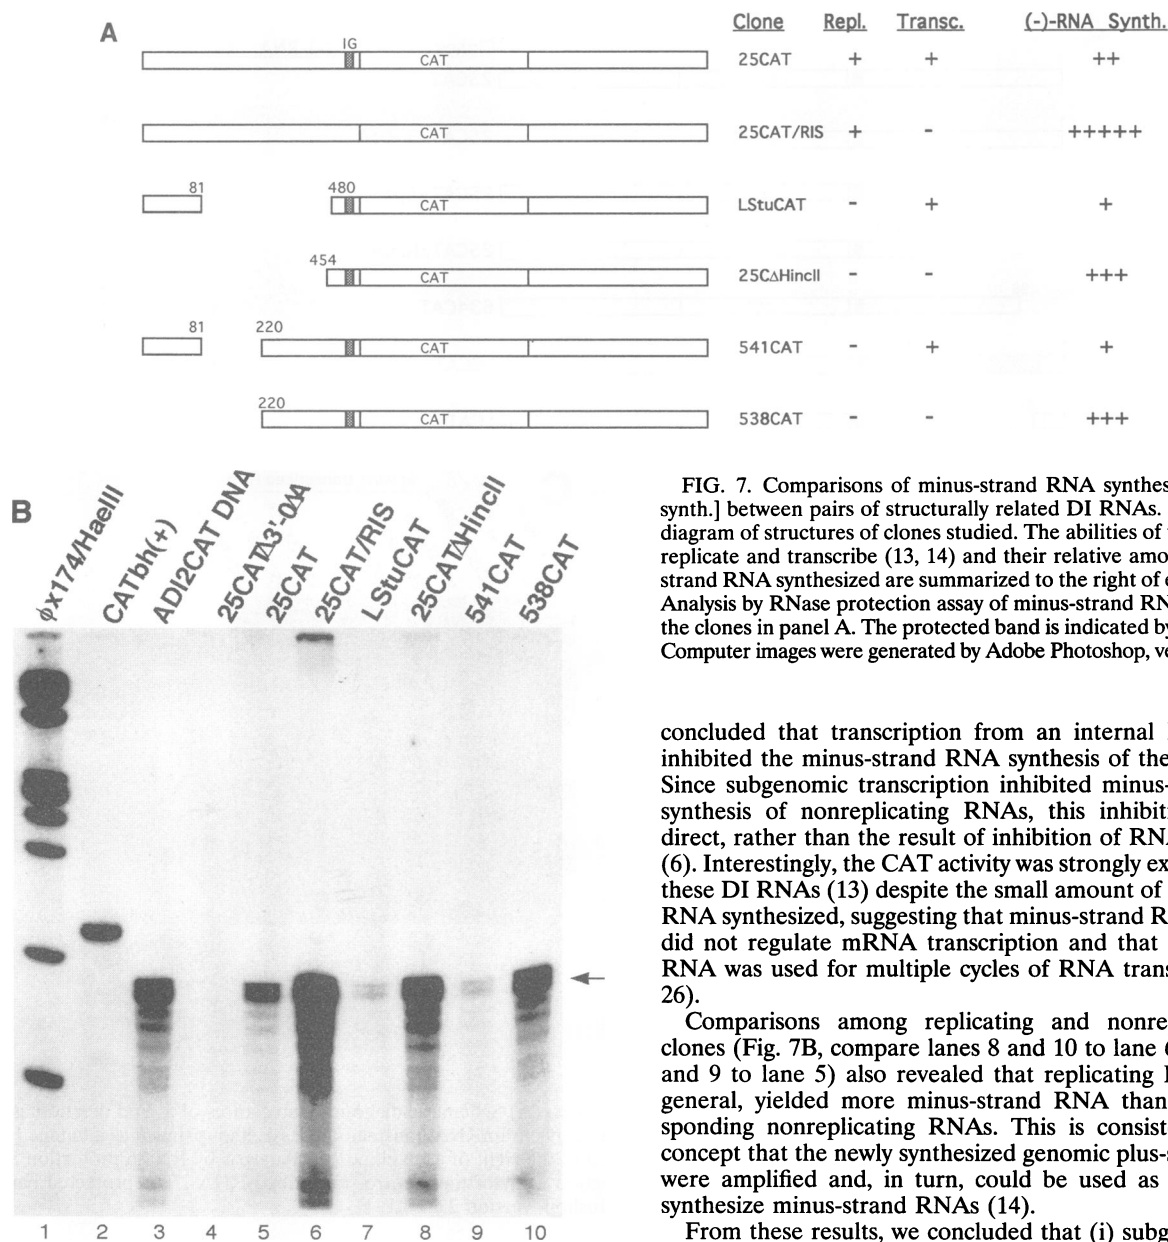 A
Clone Repl. Transc. (-)-RNA Synth.
IG
CAT
25CAT + + ++
CAT
25CAT/RIS + - +++++
81 480
CAT
LStuCAT - + +
454
CAT
25C∆HincII - - +++
81 220
CAT
541CAT - + +
220
CAT
538CAT - - +++
B
ϕx174/HaeIII
CATbh(+)
ADI2CAT DNA
25CAT∆3'-0∆A
25CAT
25CAT/RIS
LStuCAT
25CAT∆HincII
541CAT
538CAT
1 2 3 4 5 6 7 8 9 10
FIG. 7. Comparisons of minus-strand RNA synthes
synth.] between pairs of structurally related DI RNAs.
diagram of structures of clones studied. The abilities of
replicate and transcribe (13, 14) and their relative amo
strand RNA synthesized are summarized to the right of
Analysis by RNase protection assay of minus-strand RN
the clones in panel A. The protected band is indicated by
Computer images were generated by Adobe Photoshop, ve
concluded that transcription from an internal
inhibited the minus-strand RNA synthesis of the
Since subgenomic transcription inhibited minus-
synthesis of nonreplicating RNAs, this inhibiti
direct, rather than the result of inhibition of RNA
(6). Interestingly, the CAT activity was strongly ex
these DI RNAs (13) despite the small amount of
RNA synthesized, suggesting that minus-strand R
did not regulate mRNA transcription and that
RNA was used for multiple cycles of RNA trans
26).
Comparisons among replicating and nonre
clones (Fig. 7B, compare lanes 8 and 10 to lane 6
and 9 to lane 5) also revealed that replicating
general, yielded more minus-strand RNA than
sponding nonreplicating RNAs. This is consist
concept that the newly synthesized genomic plus-s
were amplified and, in turn, could be used as
synthesize minus-strand RNAs (14).
From these results, we concluded that (i) subg